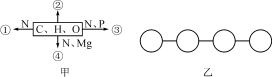 ②
① N C、H、O N、P ③
N、Mg
④
甲 乙